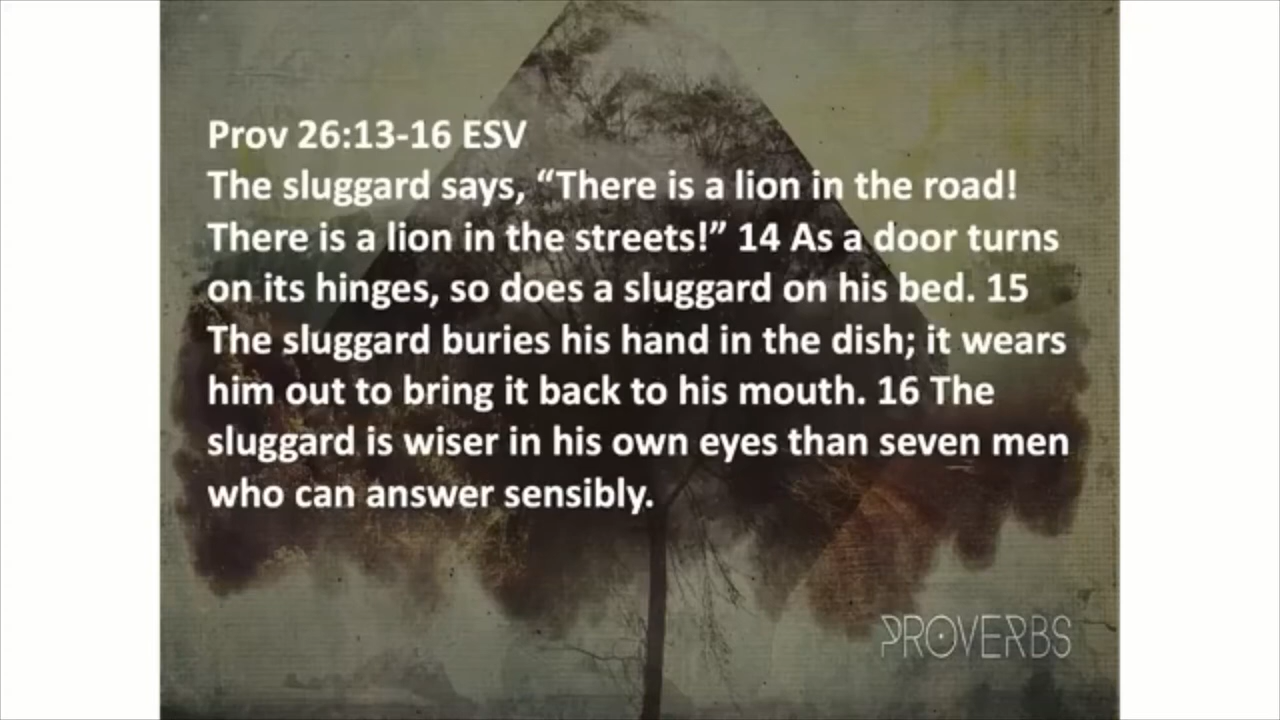 Prov 26:13-16 ESV
The sluggard says, “There is a lion in the road!
There is a lion in the streets!” 14 As a door turns
on its hinges, so does a sluggard on his bed. 15
The sluggard buries his hand in the dish; it wears
him out to bring it back to his mouth. 16 The
sluggard is wiser in his own eyes than seven men
who can answer sensibly.
PROVERBS